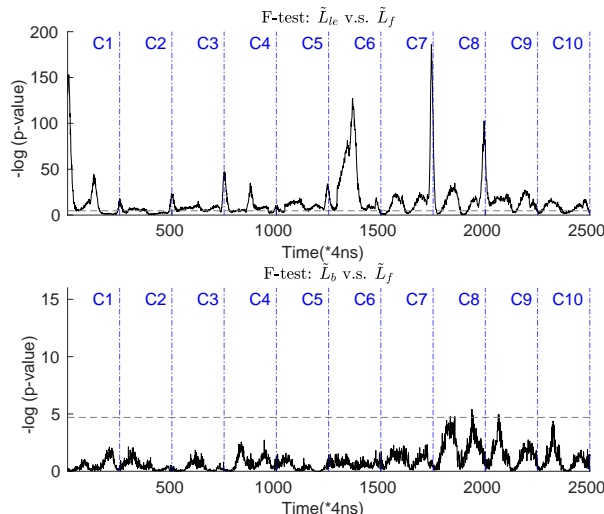 F-test: L̃_le v.s. L̃_f
200
150
100
50
0
-log (p-value)
C1 C2 C3 C4 C5 C6 C7 C8 C9 C10
500 1000 1500 2000 2500
Time(*4ns)
F-test: L̃_b v.s. L̃_f
15
10
5
0
-log (p-value)
C1 C2 C3 C4 C5 C6 C7 C8 C9 C10
500 1000 1500 2000 2500
Time(*4ns)